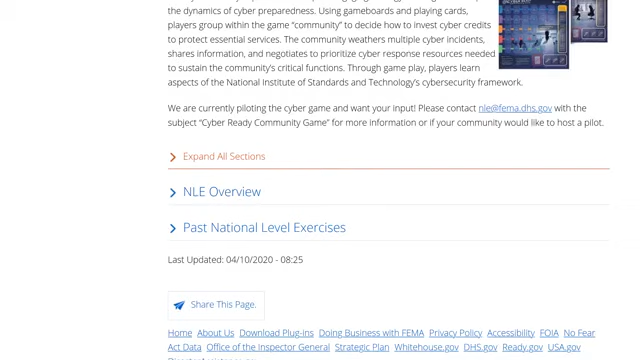 the dynamics of cyber preparedness. Using gameboards and playing cards,
players group within the game “community” to decide how to invest cyber credits
to protect essential services. The community weathers multiple cyber incidents,
shares information, and negotiates to prioritize cyber response resources needed
to sustain the community’s critical functions. Through game play, players learn
aspects of the National Institute of Standards and Technology’s cybersecurity framework.
We are currently piloting the cyber game and want your input! Please contact nle@fema.dhs.gov with the
subject “Cyber Ready Community Game” for more information or if your community would like to host a pilot.
Expand All Sections
NLE Overview
Past National Level Exercises
Last Updated: 04/10/2020 - 08:25
Share This Page.
Home About Us Download Plug-ins Doing Business with FEMA Privacy Policy Accessibility FOIA No Fear
Act Data Office of the Inspector General Strategic Plan Whitehouse.gov DHS.gov Ready.gov USA.gov